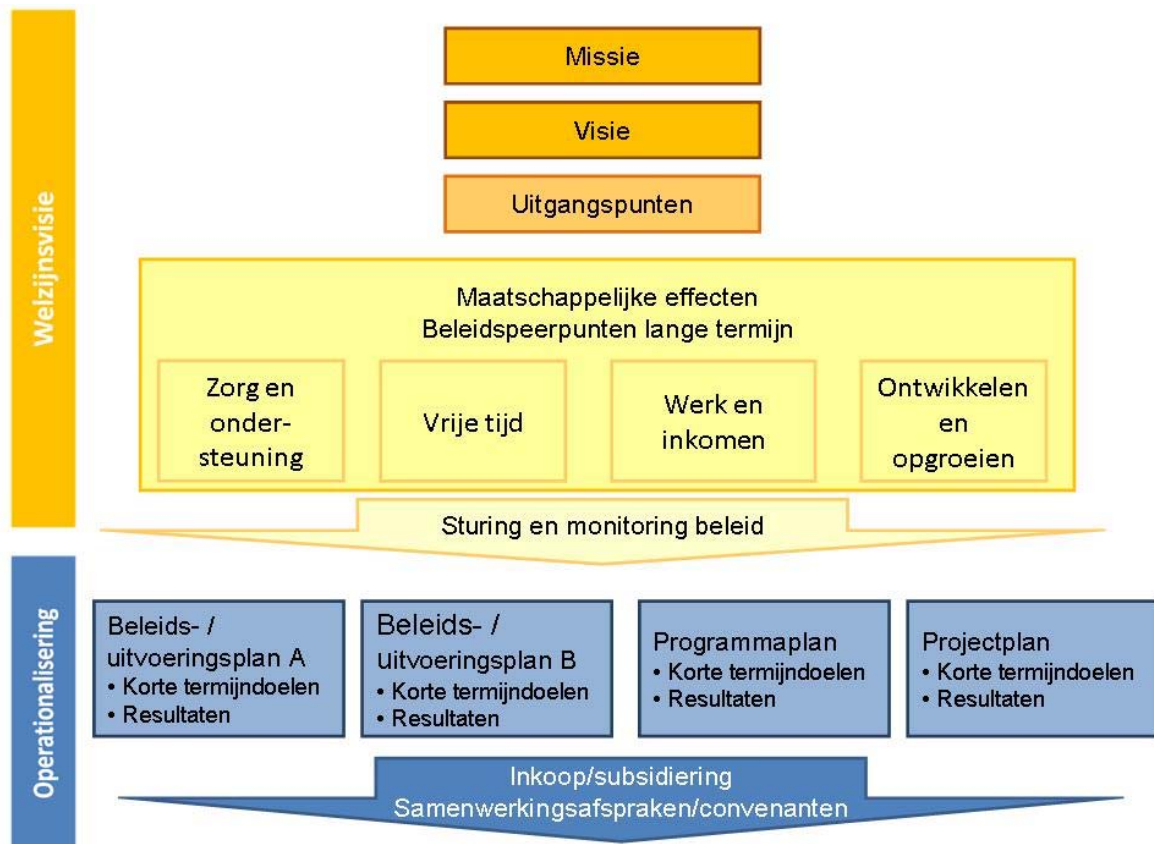 Welzijnsvisie
Missie
Visie
Uitgangspunten
Maatschappelijke effecten
Beleidspeerpunten lange termijn
Zorg en
onder-
steuning
Vrije tijd
Werk en
inkomen
Ontwikkelen
en
opgroeien
Sturing en monitoring beleid
Operationalisering
Beleids- /
uitvoeringsplan A
• Korte termijndoelen
• Resultaten
Beleids- /
uitvoeringsplan B
• Korte termijndoelen
• Resultaten
Programmaplan
• Korte termijndoelen
• Resultaten
Projectplan
• Korte termijndoelen
• Resultaten
Inkoop/subsidiering
Samenwerkingsafspraken/convenanten